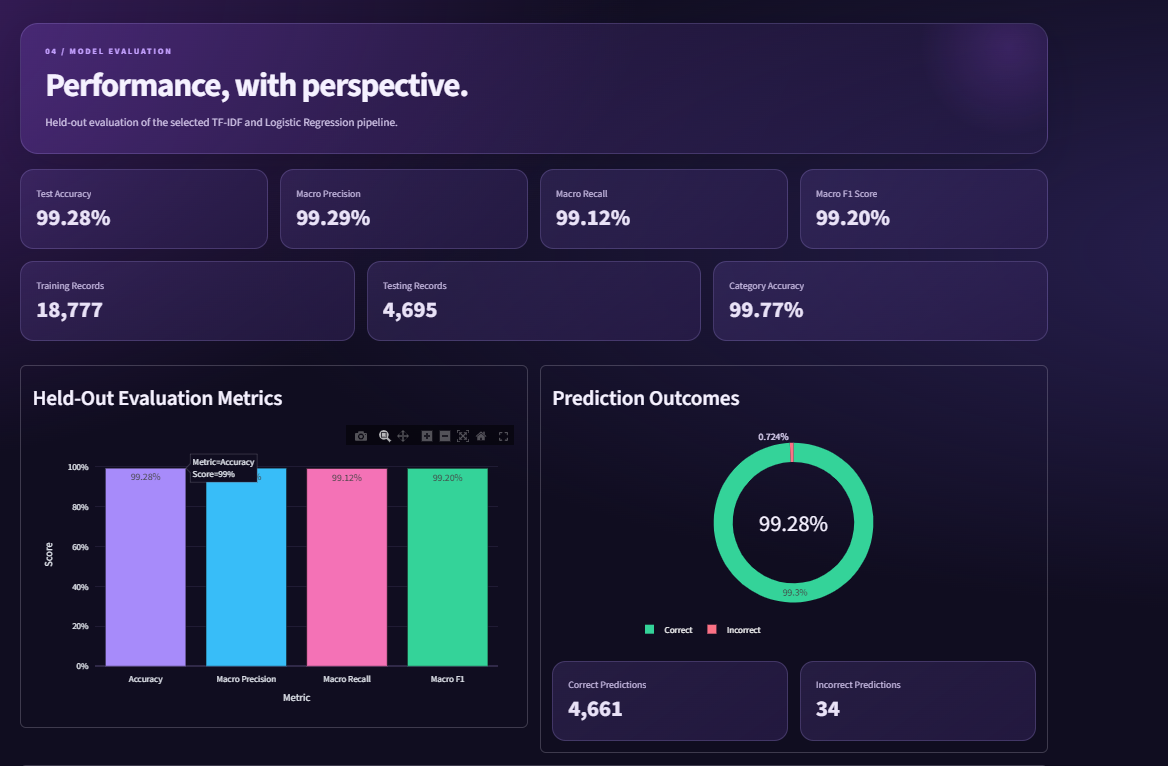 04 / MODEL EVALUATION
Performance, with perspective.
Held-out evaluation of the selected TF-IDF and Logistic Regression pipeline.
Test Accuracy
99.28%
Macro Precision
99.29%
Macro Recall
99.12%
Macro F1 Score
99.20%
Training Records
18,777
Testing Records
4,695
Category Accuracy
99.77%
Held-Out Evaluation Metrics
100%
80%
60%
40%
20%
0%
Score
99.28%
Metric=Accuracy
Score=99%
%
99.12%
99.20%
Accuracy
Macro Precision
Macro Recall
Macro F1
Metric
Prediction Outcomes
0.724%
99.28%
99.3%
Correct
Incorrect
Correct Predictions
4,661
Incorrect Predictions
34